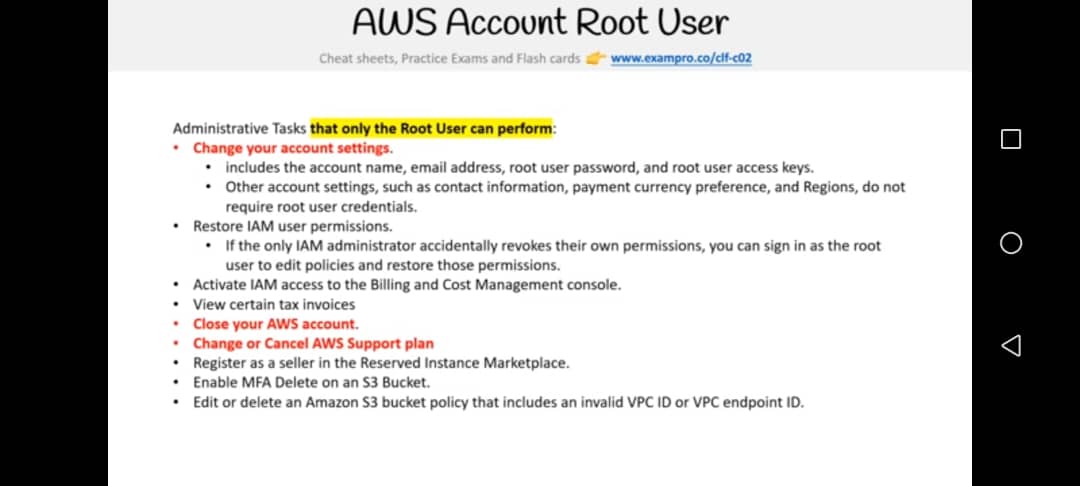 AWS Account Root User
Cheat sheets, Practice Exams and Flash cards 👉 www.exampro.co/clf-c02
Administrative Tasks that only the Root User can perform:
• Change your account settings.
• includes the account name, email address, root user password, and root user access keys.
• Other account settings, such as contact information, payment currency preference, and Regions, do not
require root user credentials.
• Restore IAM user permissions.
• If the only IAM administrator accidentally revokes their own permissions, you can sign in as the root
user to edit policies and restore those permissions.
• Activate IAM access to the Billing and Cost Management console.
• View certain tax invoices
• Close your AWS account.
• Change or Cancel AWS Support plan
• Register as a seller in the Reserved Instance Marketplace.
• Enable MFA Delete on an S3 Bucket.
• Edit or delete an Amazon S3 bucket policy that includes an invalid VPC ID or VPC endpoint ID.